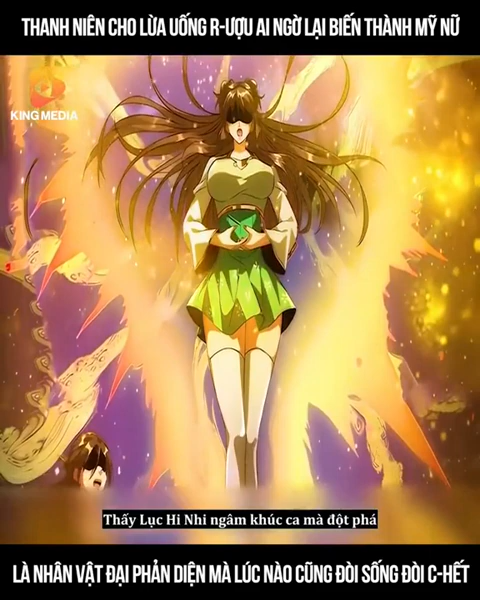 THANH NIÊN CHO LỪA UỐNG R-ƯỢU AI NGỜ LẠI BIẾN THÀNH MỸ NỮ
KING MEDIA
Thấy Lục Hi Nhi ngâm khúc ca mà đột phá
LÀ NHÂN VẬT ĐẠI PHẢN DIỆN MÀ LÚC NÀO CŨNG ĐÒI SỐNG ĐÒI C-HẾT